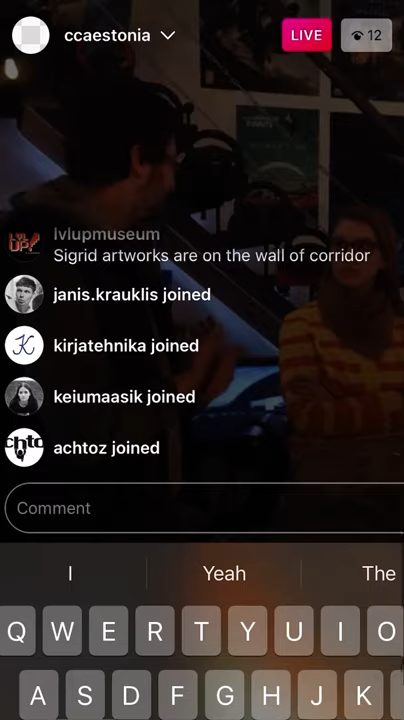 ccaestonia
LIVE
12
lvlupmuseum
Sigrid artworks are on the wall of corridor
janis.krauklis joined
kirjatehnika joined
keiumaasik joined
achtoz joined
Comment
I Yeah The
Q W E R T Y U I O
A S D F G H J K